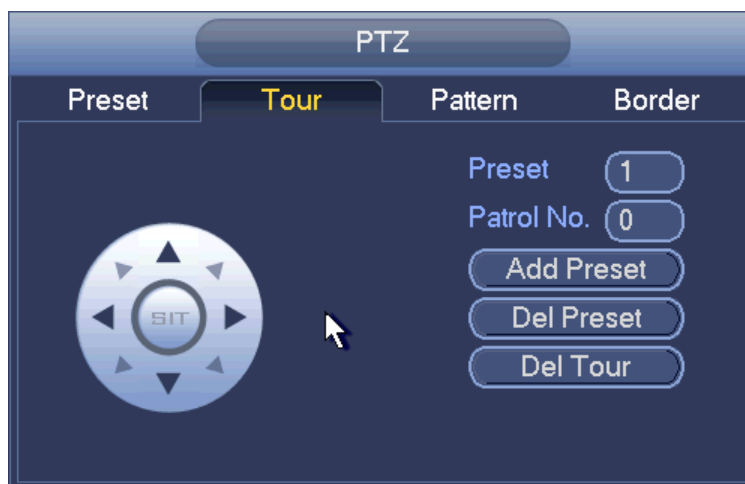 PTZ
Preset Tour Pattern Border
Preset 1
Patrol No. 0
Add Preset
SIT
Del Preset
Del Tour